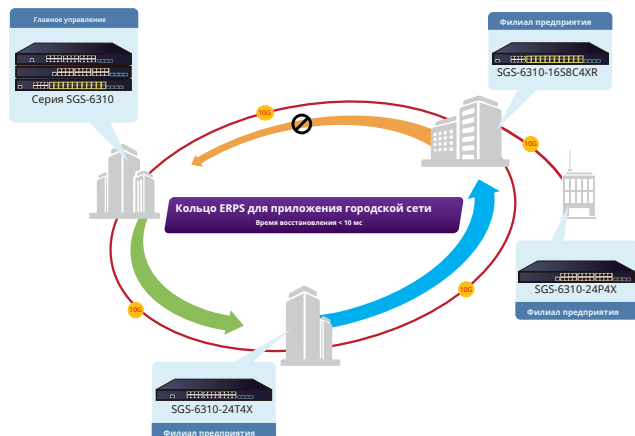 Главное управление
Серия SGS-6310
Филиал предприятия
SGS-6310-16S8C4XR
10G
10G
Кольцо ERPS для приложения городской сети
Время восстановления < 10 мс
SGS-6310-24P4X
Филиал предприятия
10G
10G
SGS-6310-24T4X
Филиал предприятия